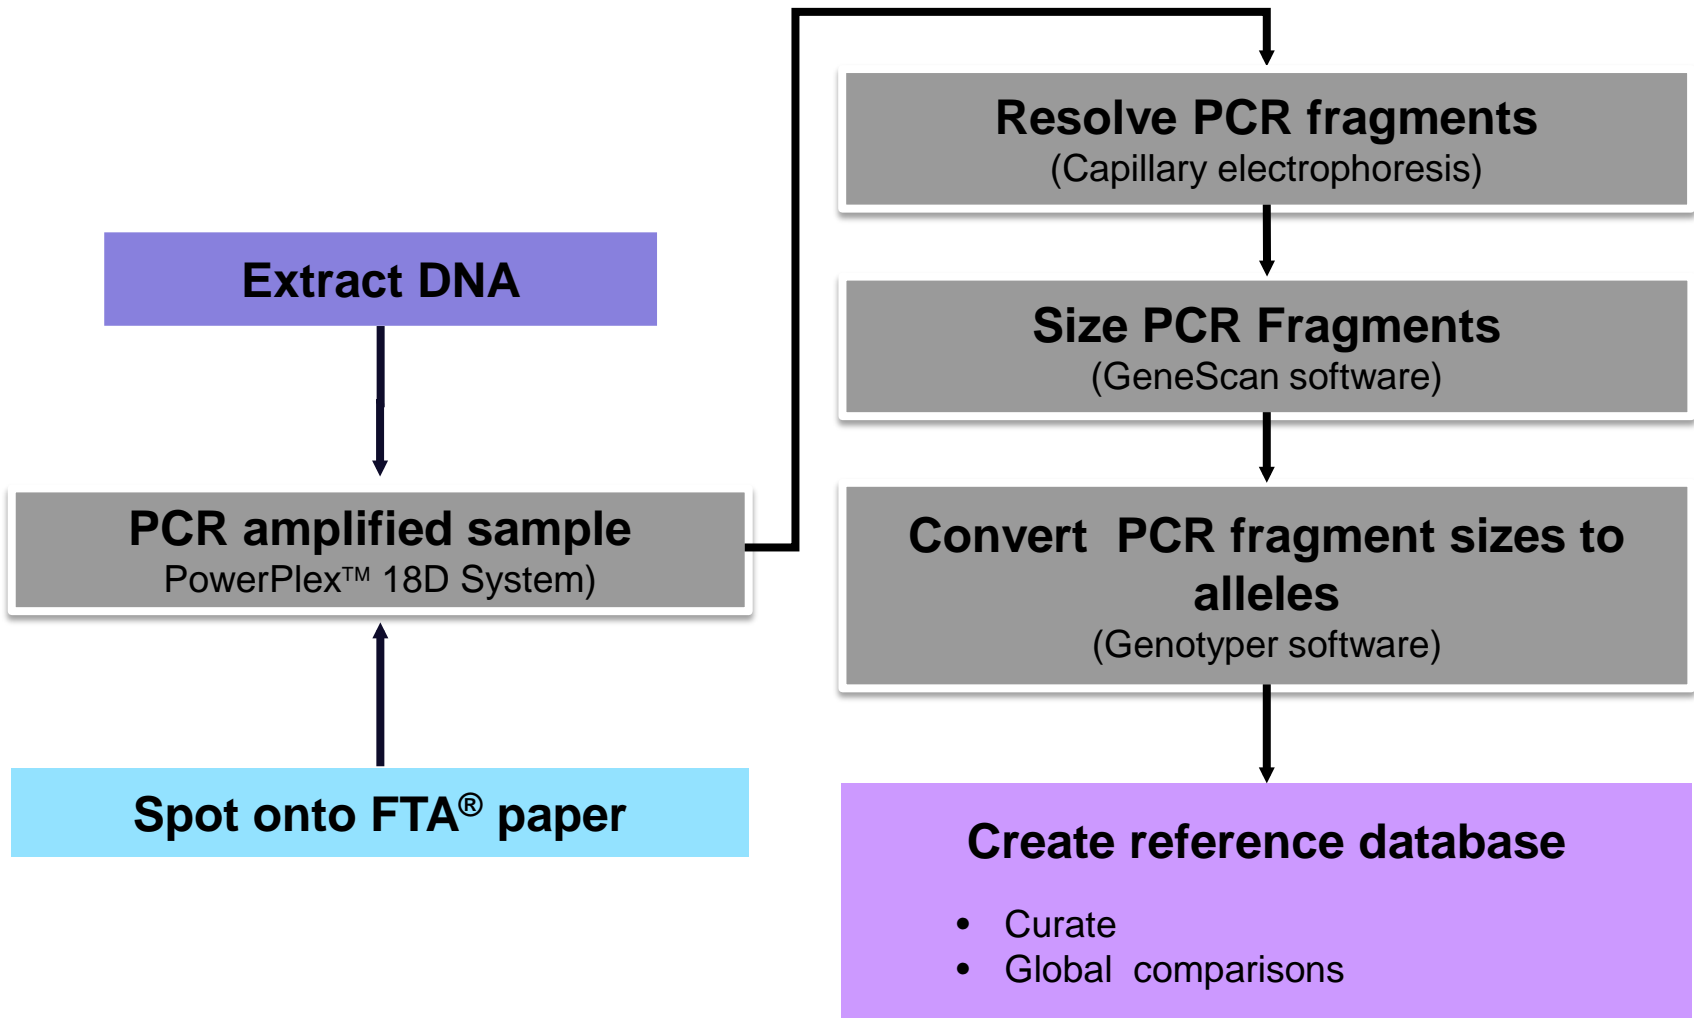 Extract DNA
PCR amplified sample
PowerPlex™ 18D System)
Spot onto FTA® paper
Resolve PCR fragments
(Capillary electrophoresis)
Size PCR Fragments
(GeneScan software)
Convert  PCR fragment sizes to
alleles
(Genotyper software)
Create reference database
• Curate
• Global  comparisons